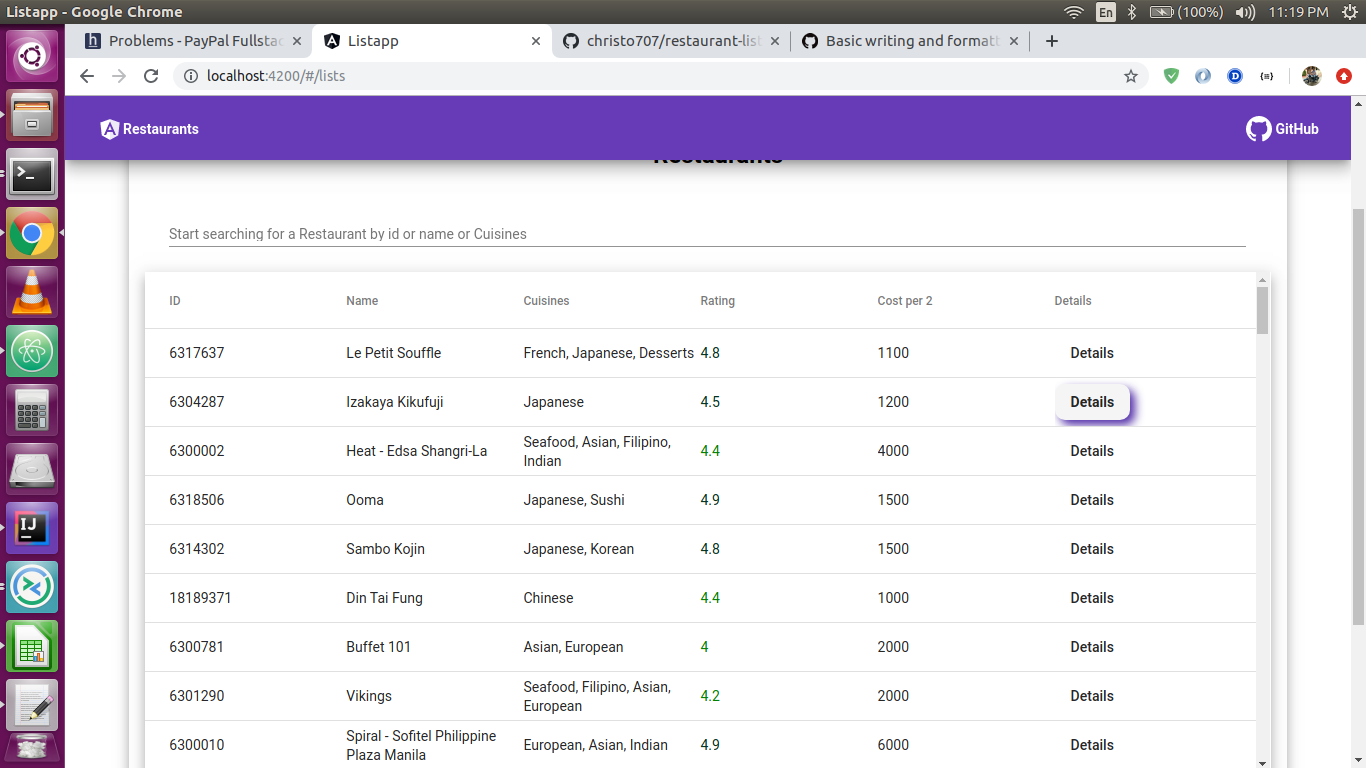 Listapp - Google Chrome
En
(100%)
11:19 PM
Problems - PayPal Fullstac
Listapp
christo707/restaurant-list
Basic writing and formatt
localhost:4200/#/lists
Restaurants
GitHub
Restaurants
Start searching for a Restaurant by id or name or Cuisines
ID Name Cuisines Rating Cost per 2 Details
6317637 Le Petit Souffle French, Japanese, Desserts 4.8 1100 Details
6304287 Izakaya Kikufuji Japanese 4.5 1200 Details
6300002 Heat - Edsa Shangri-La Seafood, Asian, Filipino, 4.4 4000 Details
Indian
6318506 Ooma Japanese, Sushi 4.9 1500 Details
6314302 Sambo Kojin Japanese, Korean 4.8 1500 Details
18189371 Din Tai Fung Chinese 4.4 1000 Details
6300781 Buffet 101 Asian, European 4 2000 Details
6301290 Vikings Seafood, Filipino, Asian, 4.2 2000 Details
European
6300010 Spiral - Sofitel Philippine European, Asian, Indian 4.9 6000 Details
Plaza Manila
IJ